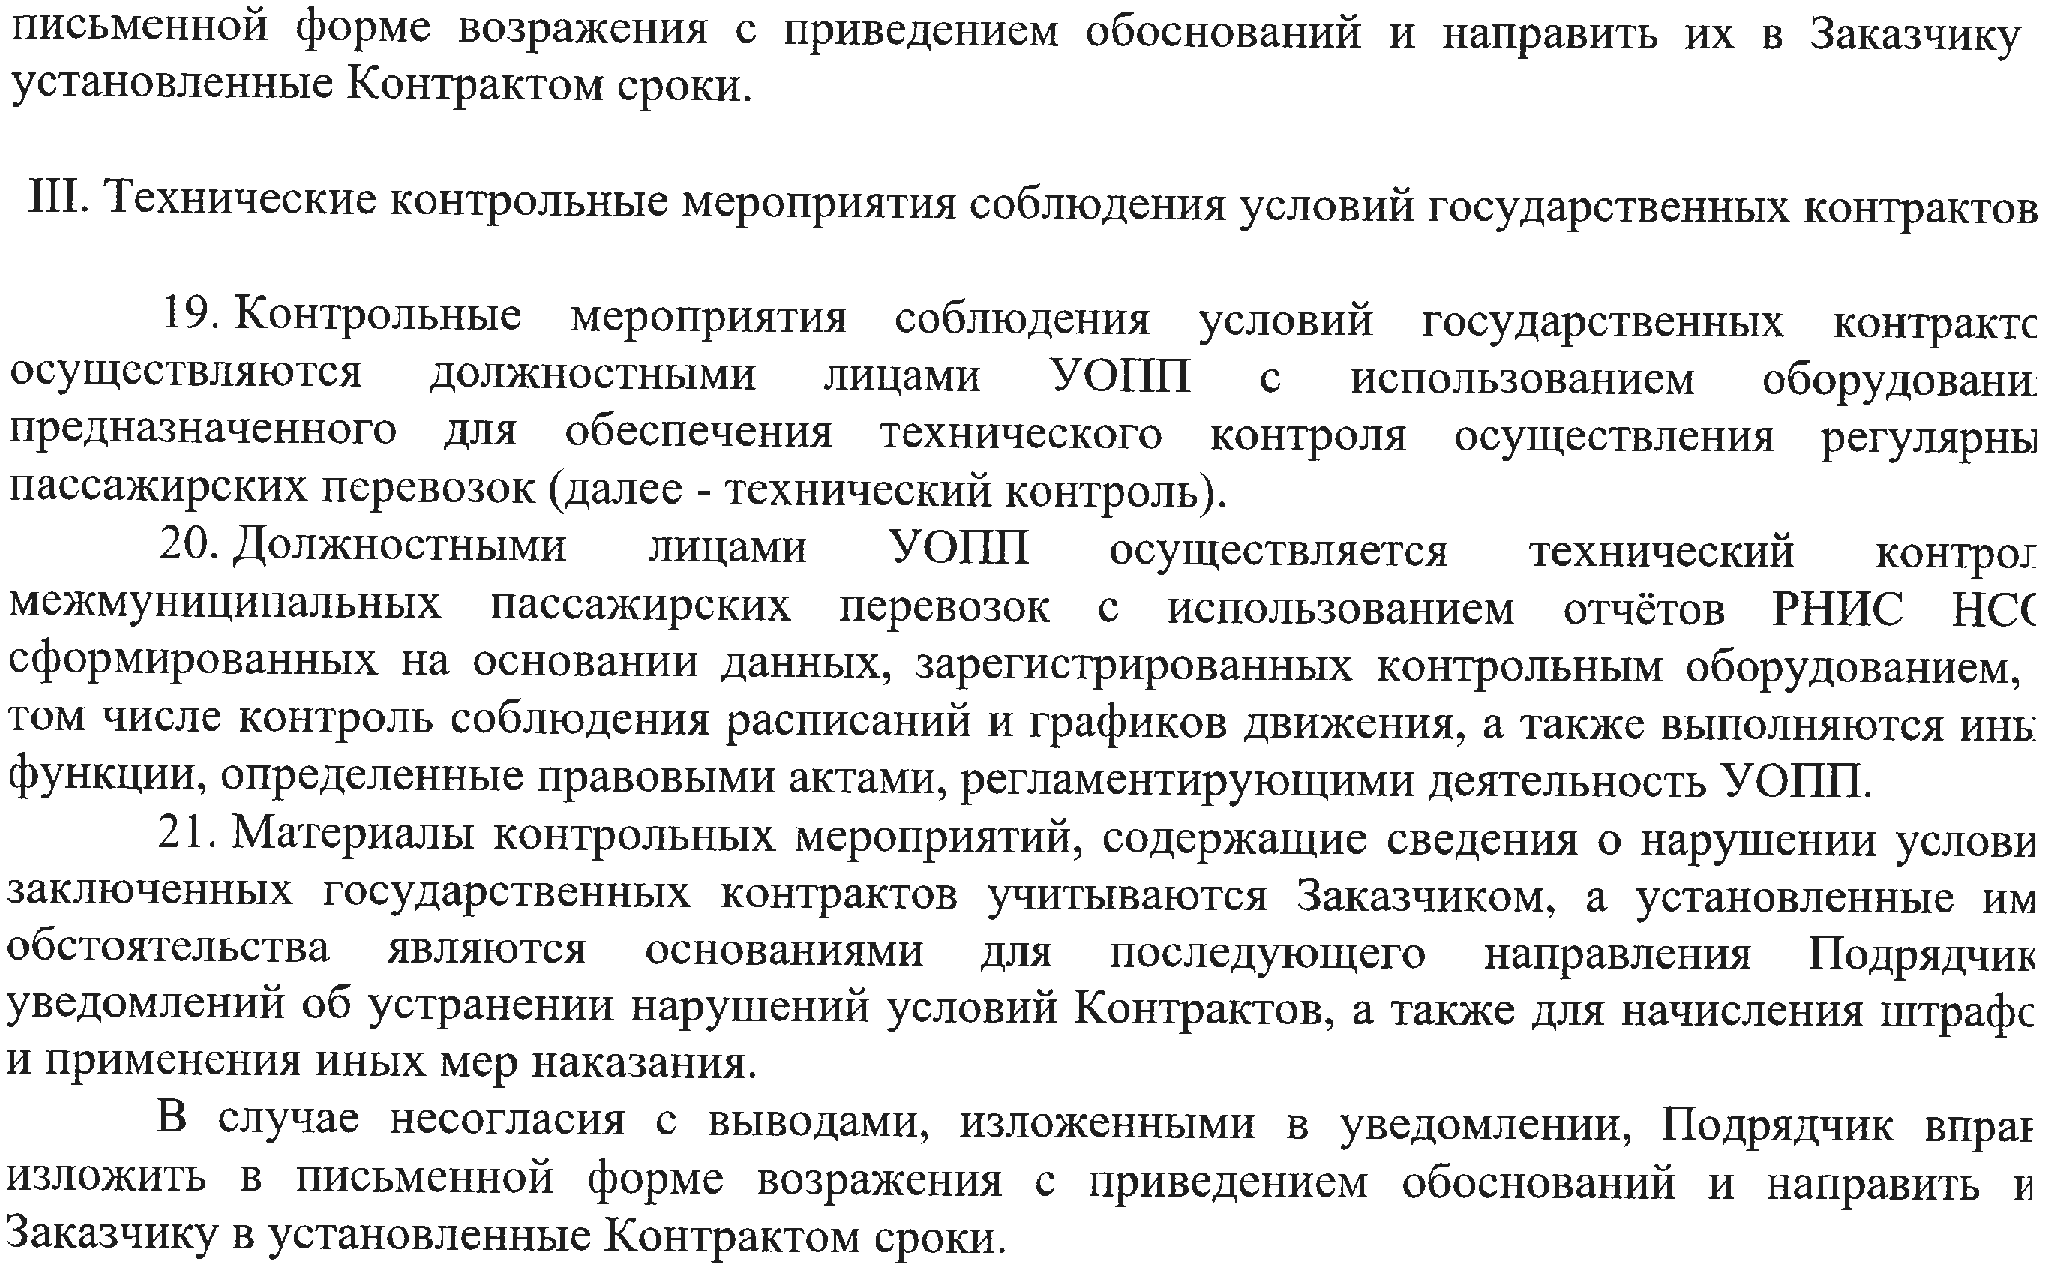 письменной форме возражения с приведением обоснований и направить их в Заказчику
установленные Контрактом сроки.
III. Технические контрольные мероприятия соблюдения условий государственных контрактов
19. Контрольные мероприятия соблюдения условий государственных
осуществляются должностными лицами УОПП с использованием
предназначенного для обеспечения технического контроля осуществления
пассажирских перевозок (далее - технический контроль).
20. Должностными лицами УОПП осуществляется технический
межмуниципальных пассажирских перевозок с использованием отчётов РНИС
сформированных на основании данных, зарегистрированных контрольным оборудованием,
том числе контроль соблюдения расписаний и графиков движения, а также выполняются
функции, определенные правовыми актами, регламентирующими деятельность УОПП.
21. Материалы контрольных мероприятий, содержащие сведения о нарушении
заключенных государственных контрактов учитываются Заказчиком, а установленные им
обстоятельства являются основаниями для последующего направления
уведомлений об устранении нарушений условий Контрактов, а также для начисления
и применения иных мер наказания.
В случае несогласия с выводами, изложенными в уведомлении, Подрядчик
изложить в письменной форме возражения с приведением обоснований и направить
Заказчику в установленные Контрактом сроки.